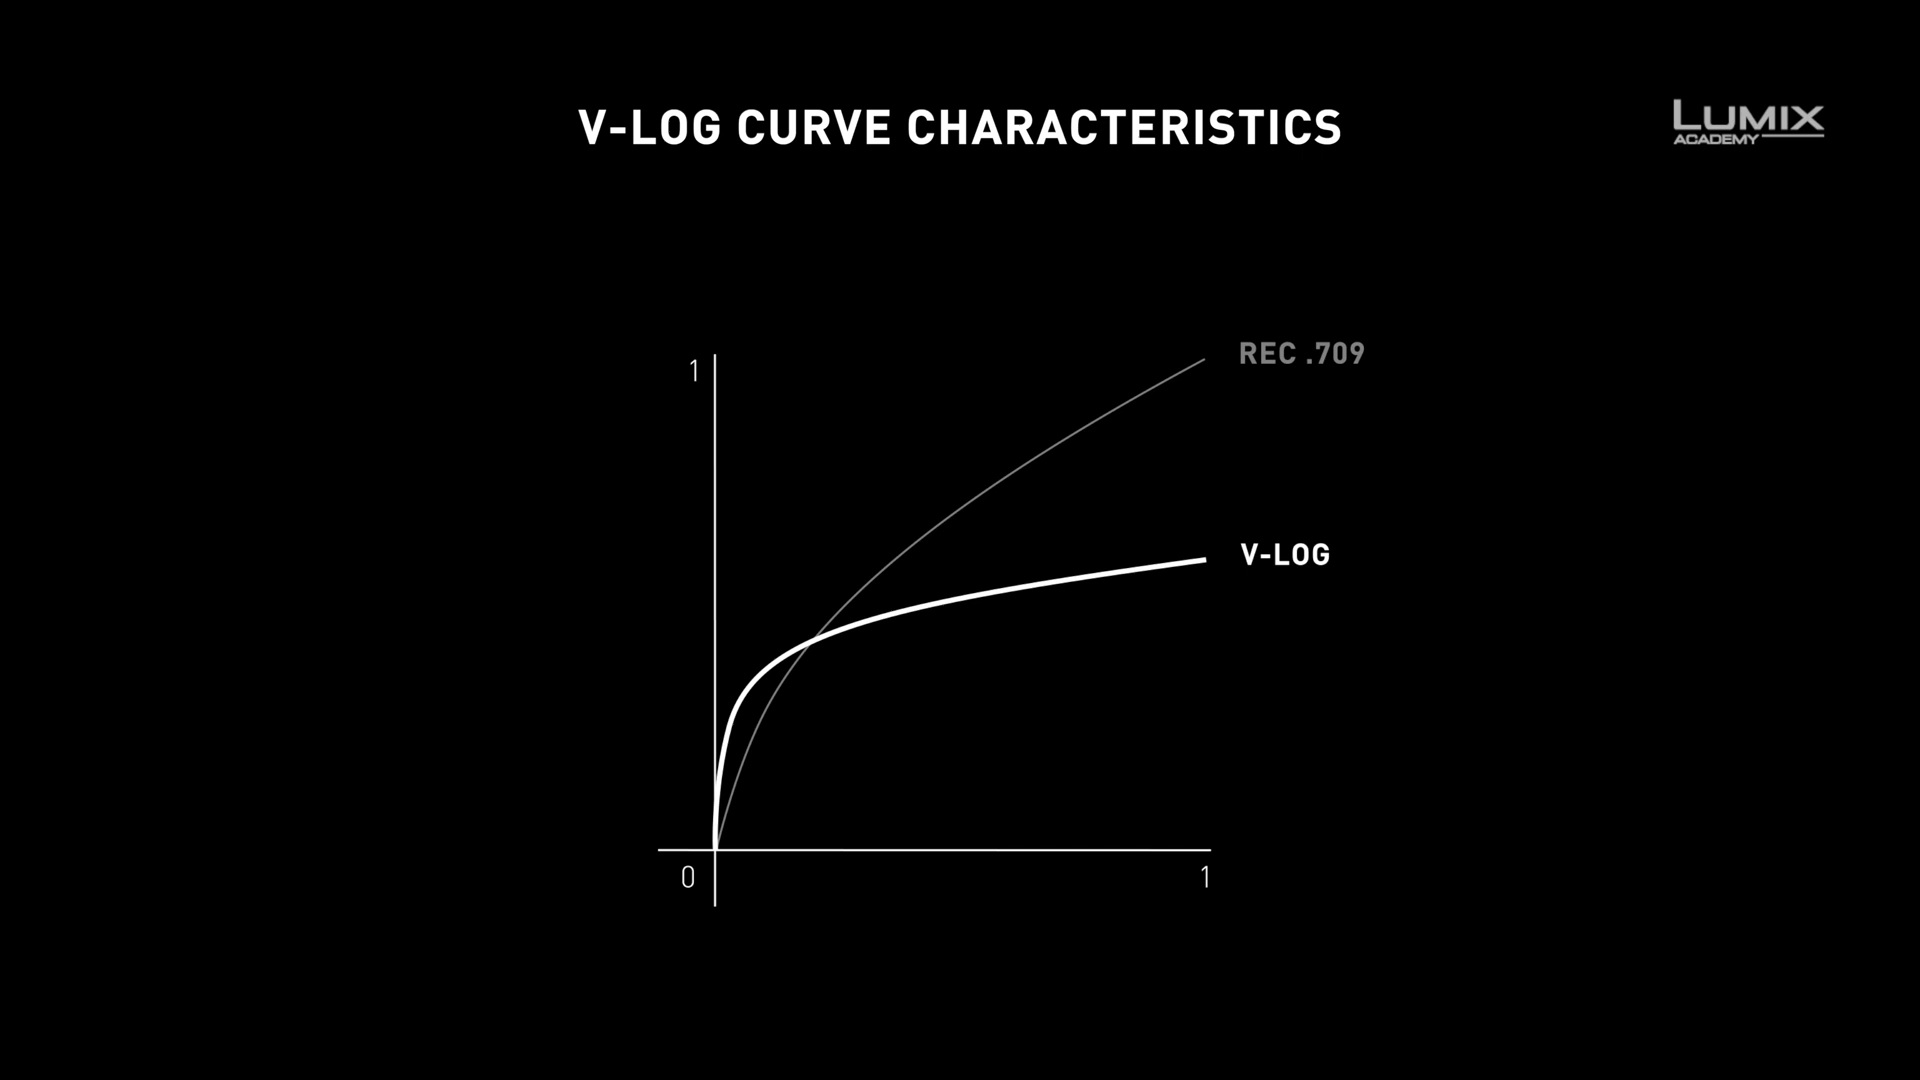 V-LOG CURVE CHARACTERISTICS
LUMIX
ACADEMY
REC .709
1
V-LOG
0
1